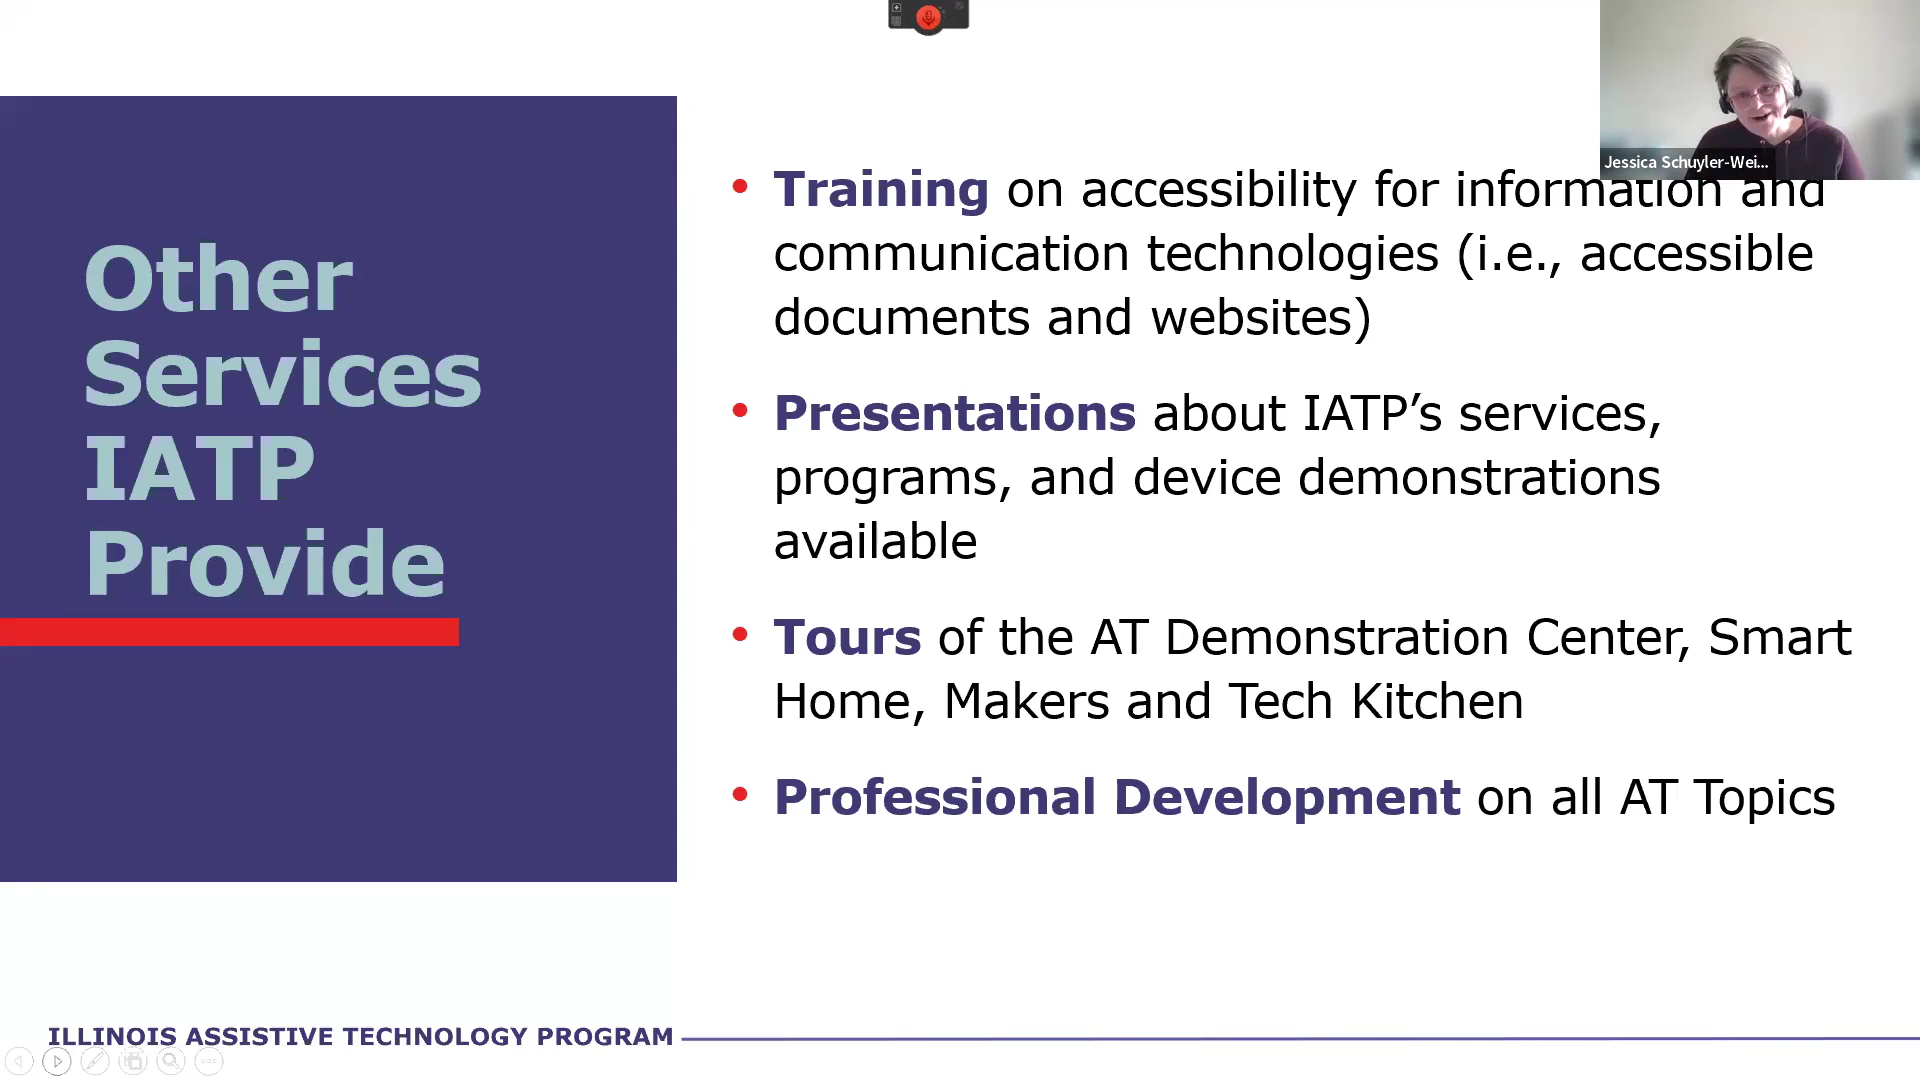 Jessica Schuyler-Wei...
Other
Services
IATP
Provide
• Training on accessibility for information and
communication technologies (i.e., accessible
documents and websites)
• Presentations about IATP’s services,
programs, and device demonstrations
available
• Tours of the AT Demonstration Center, Smart
Home, Makers and Tech Kitchen
• Professional Development on all AT Topics
ILLINOIS ASSISTIVE TECHNOLOGY PROGRAM